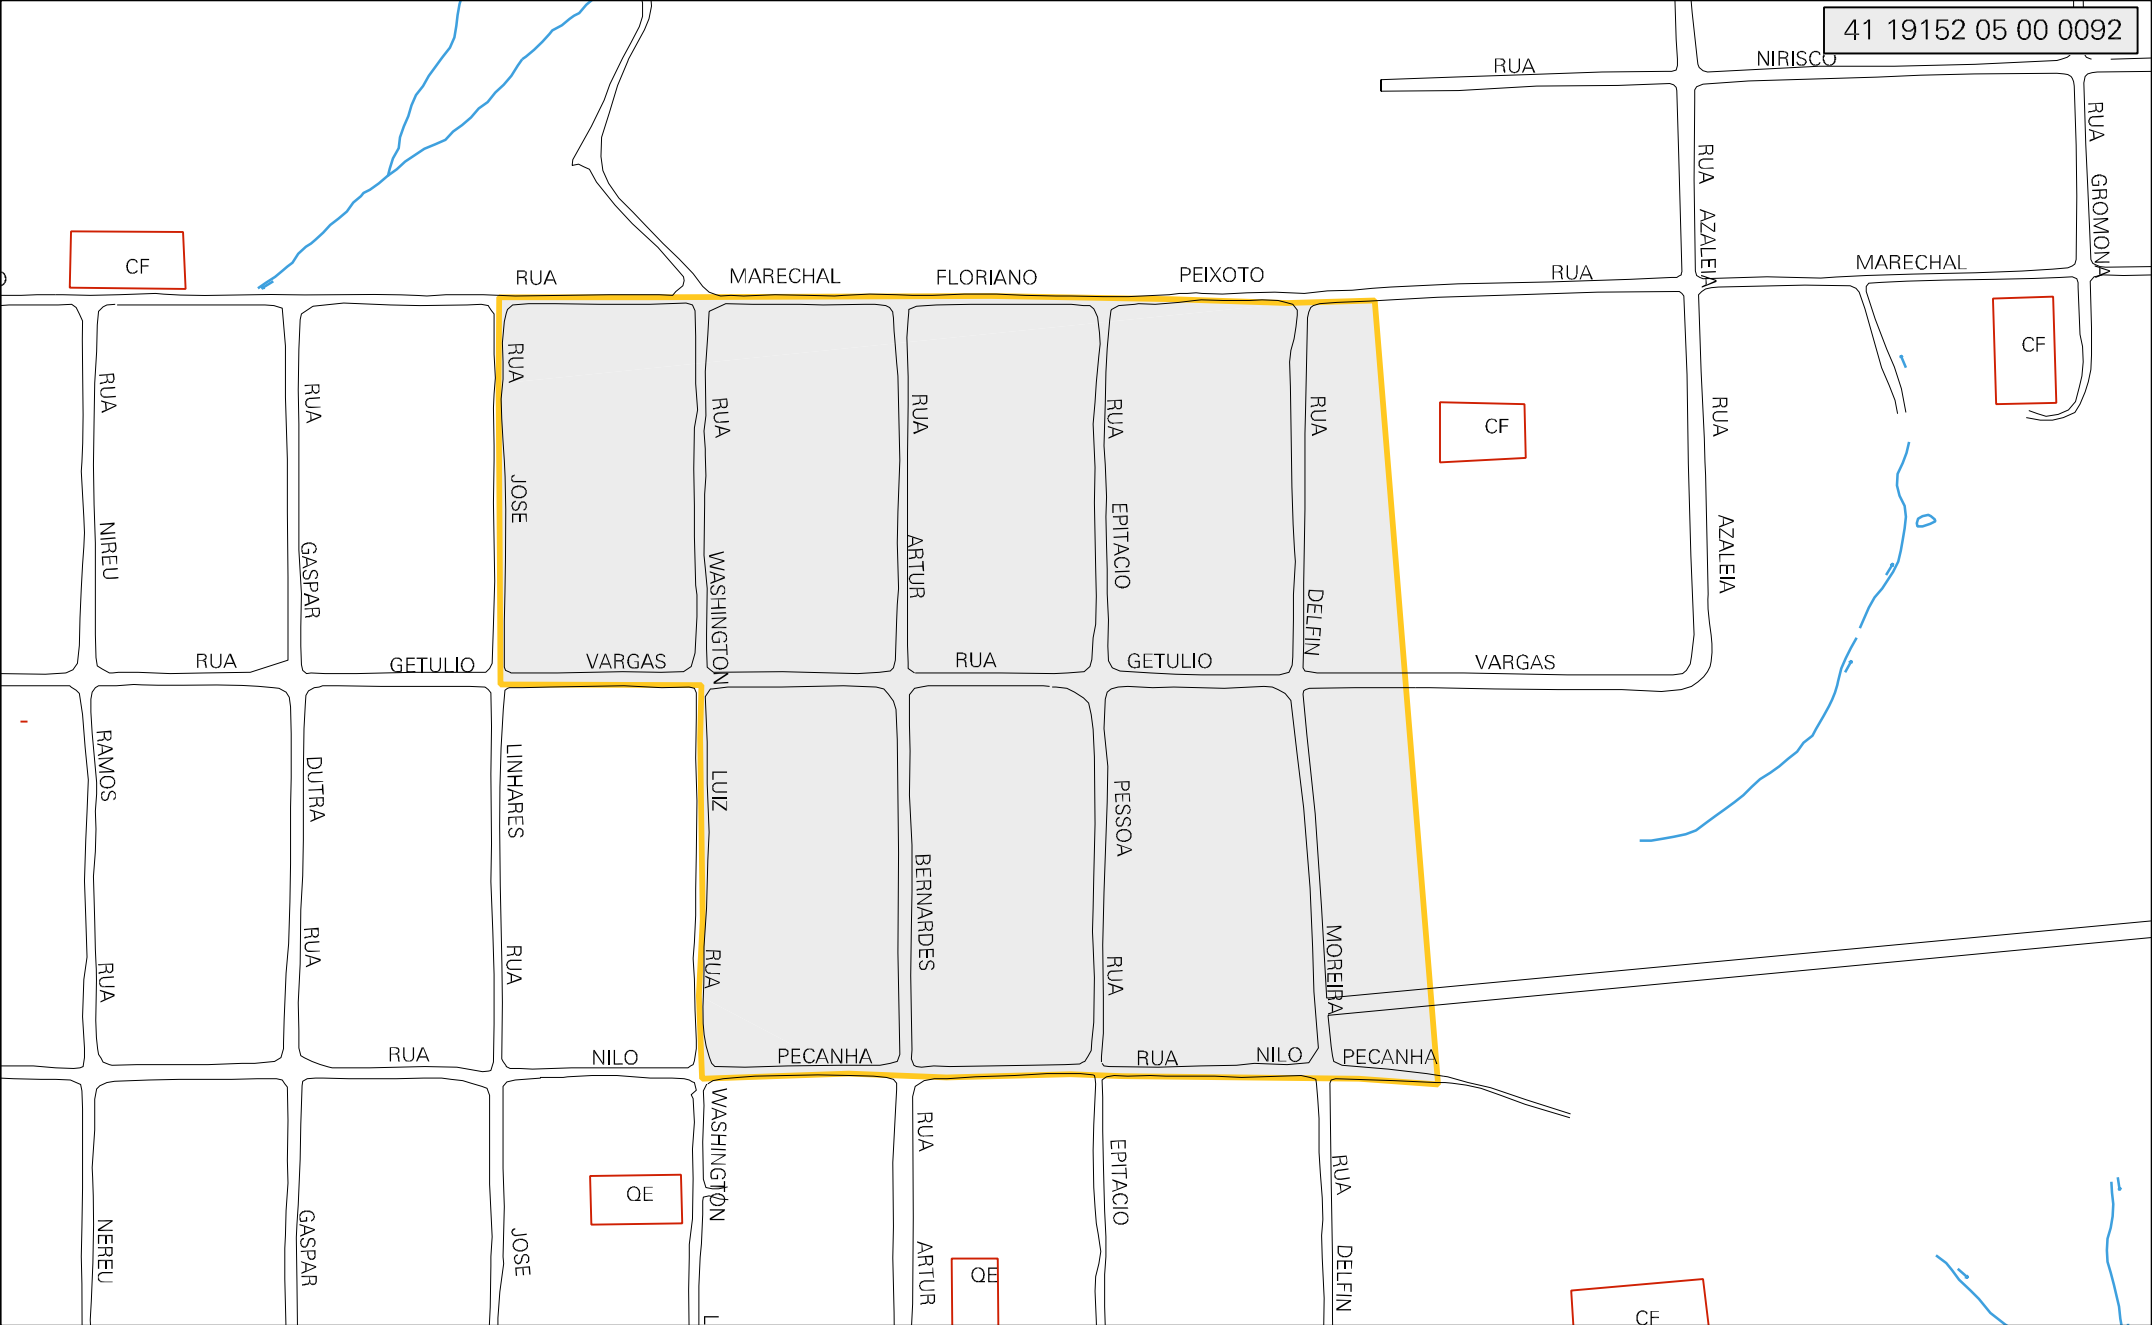 41 19152 05 00 0092
RUA NIRISCO
RUA AZALEIA
RUA GROMONA
CF
RUA MARECHAL FLORIANO PEIXOTO RUA MARECHAL
CF
CF
RUA NIREU
RUA GASPAR
RUA JOSE
RUA WASHINGTON
RUA ARTUR
RUA EPITACIO
RUA DELFIN
RUA AZALEIA
RUA GETULIO VARGAS RUA GETULIO VARGAS
RAMOS RUA
DUTRA RUA
LINHARES RUA
LUIZ RUA
BERNARDES
PESSOA RUA
MOREIRA
RUA NILO PECANHA RUA NILO PECANHA
NEREU
GASPAR
JOSE
WASHINGTON L
RUA ARTUR
EPITACIO
RUA DELFIN
QE
QE
CF